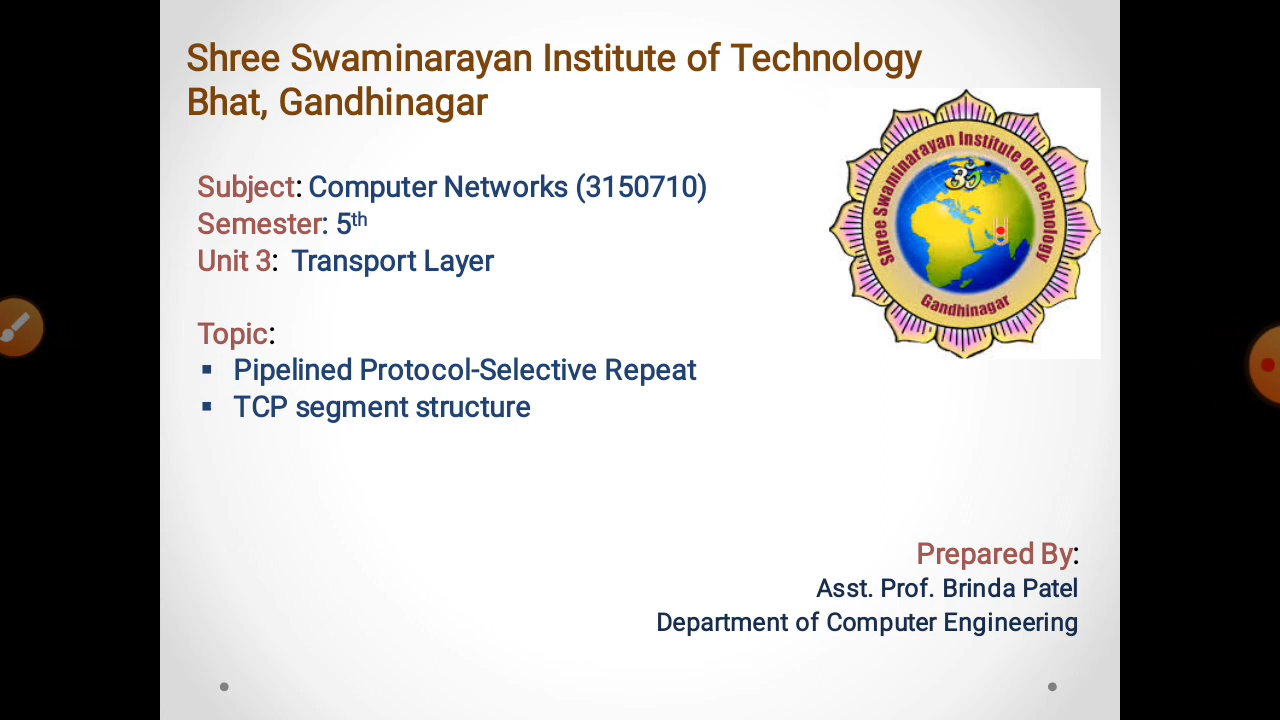 Shree Swaminarayan Institute of Technology
Bhat, Gandhinagar
Shree Swaminarayan Institute Of Technology
ॐ
Gandhinagar
Subject: Computer Networks (3150710)
Semester: 5th
Unit 3: Transport Layer
Topic:
▪ Pipelined Protocol-Selective Repeat
▪ TCP segment structure
Prepared By:
Asst. Prof. Brinda Patel
Department of Computer Engineering